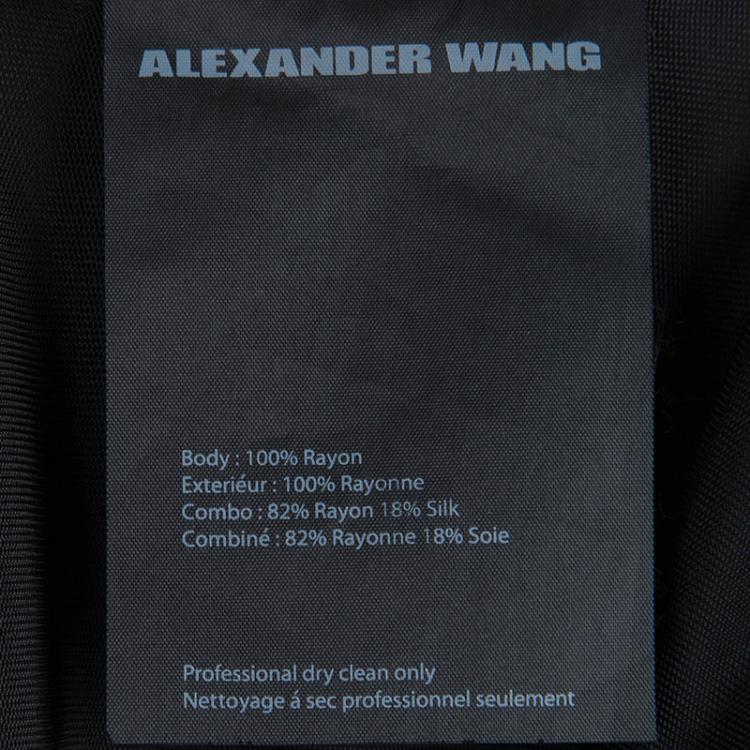 ALEXANDER WANG
Body : 100% Rayon
Exteriéur : 100% Rayonne
Combo : 82% Rayon 18% Silk
Combiné : 82% Rayonne 18% Soie
Professional dry clean only
Nettoyage á sec professionnel seulement